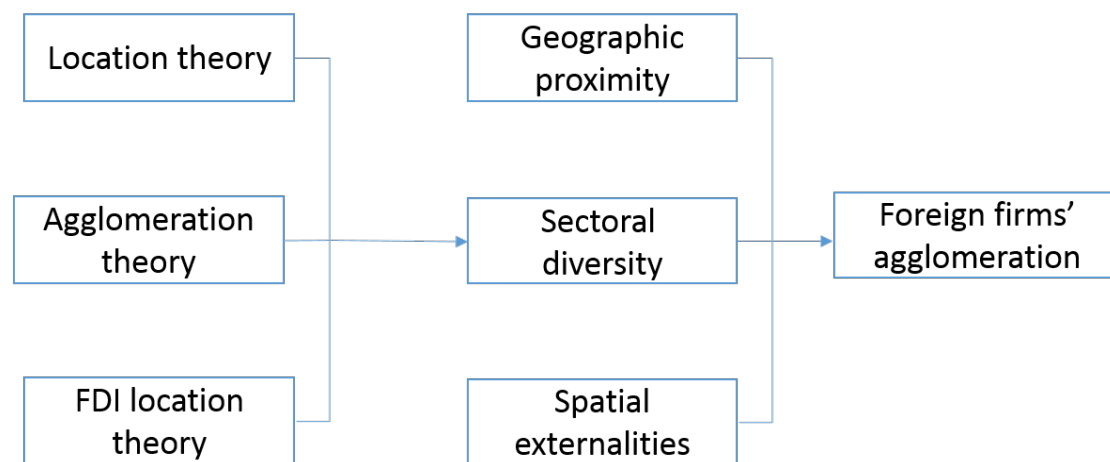 Location theory
Geographic
proximity
Agglomeration
theory
Sectoral
diversity
Foreign firms’
agglomeration
FDI location
theory
Spatial
externalities